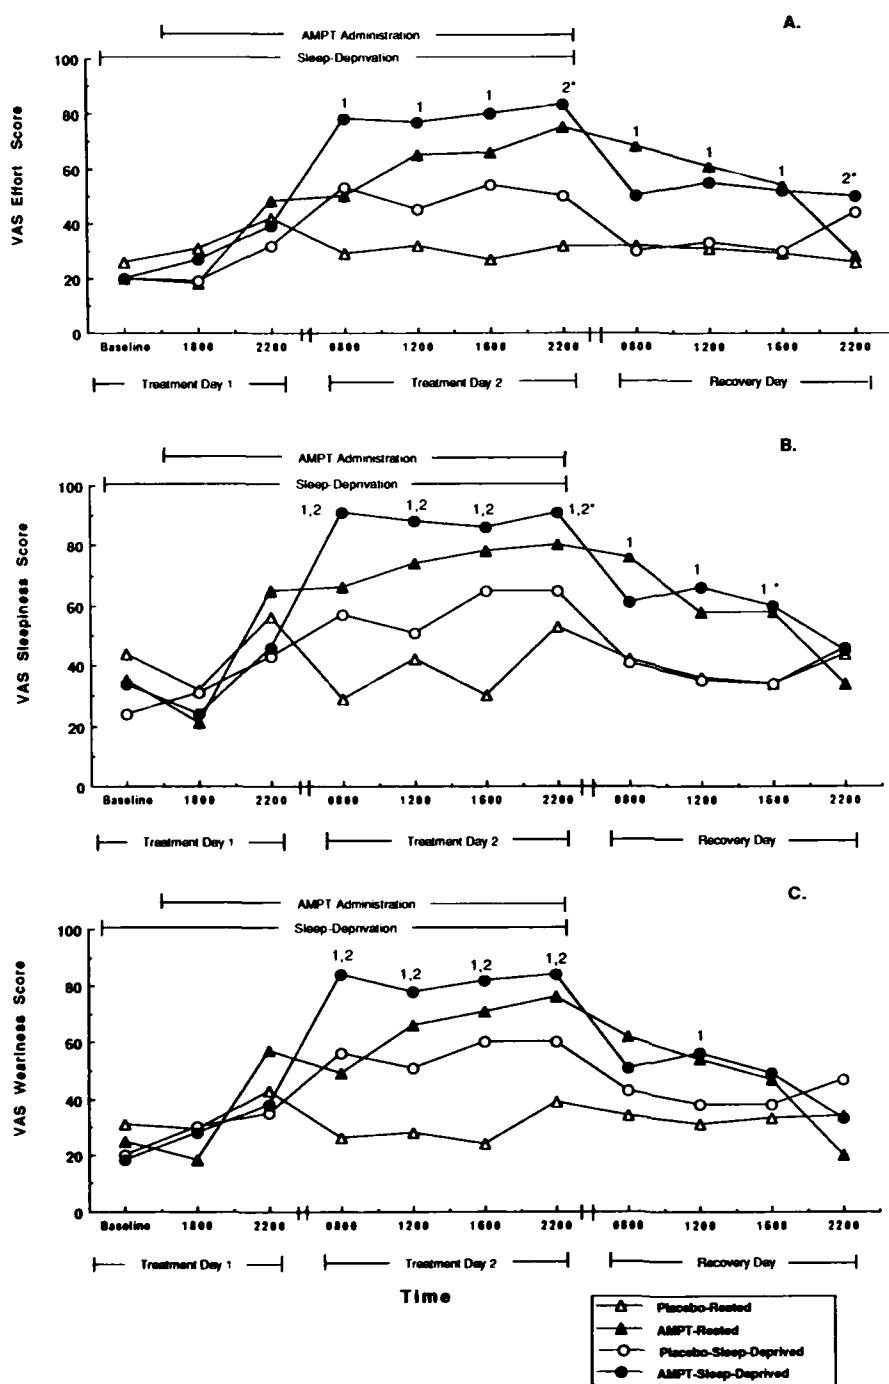 A.
AMPT Administration
Sleep-Deprivation
VAS Effort Score
100
80
60
40
20
0
1 1 1 2* 1 1 1 2*
Baseline 1800 2200 0800 1200 1600 2200 0800 1200 1600 2200
Treatment Day 1 Treatment Day 2 Recovery Day
B.
AMPT Administration
Sleep-Deprivation
VAS Sleepiness Score
100
80
60
40
20
0
1,2 1,2 1,2 1,2* 1 1 1*
Baseline 1800 2200 0800 1200 1600 2200 0800 1200 1600 2200
Treatment Day 1 Treatment Day 2 Recovery Day
C.
AMPT Administration
Sleep-Deprivation
VAS Weariness Score
100
80
60
40
20
0
1,2 1,2 1,2 1,2 1
Baseline 1800 2200 0800 1200 1600 2200 0800 1200 1600 2200
Treatment Day 1 Treatment Day 2 Recovery Day
Time
Placebo-Rested
AMPT-Rested
Placebo-Sleep-Deprived
AMPT-Sleep-Deprived